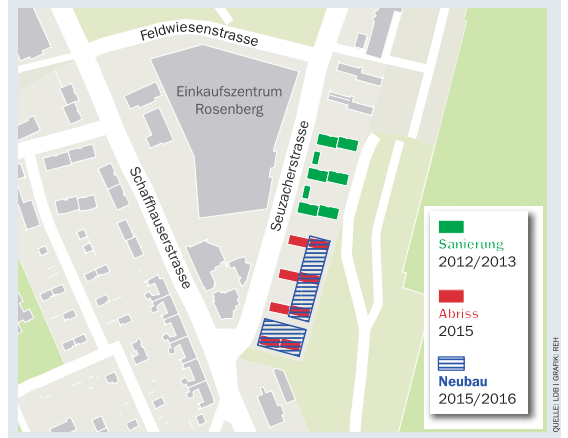 Feldwiesenstrasse
Einkaufszentrum
Rosenberg
Seuzacherstrasse
Schaffhauserstrasse
Sanierung
2012/2013
Abriss
2015
Neubau
2015/2016
QUELLE: LDB I GRAFIK: REH